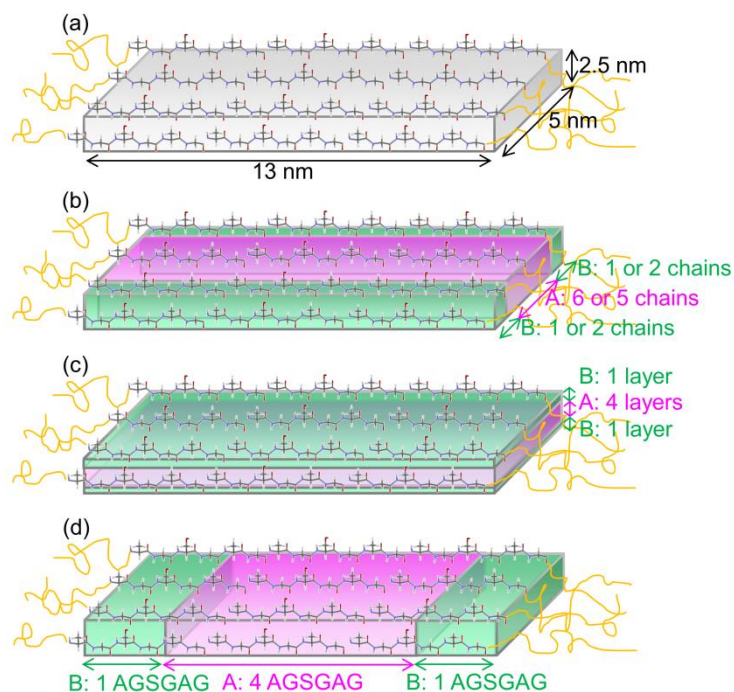 (a)
2.5 nm
5 nm
13 nm
(b)
B: 1 or 2 chains
A: 6 or 5 chains
B: 1 or 2 chains
(c)
B: 1 layer
A: 4 layers
B: 1 layer
(d)
B: 1 AGSGAG
A: 4 AGSGAG
B: 1 AGSGAG